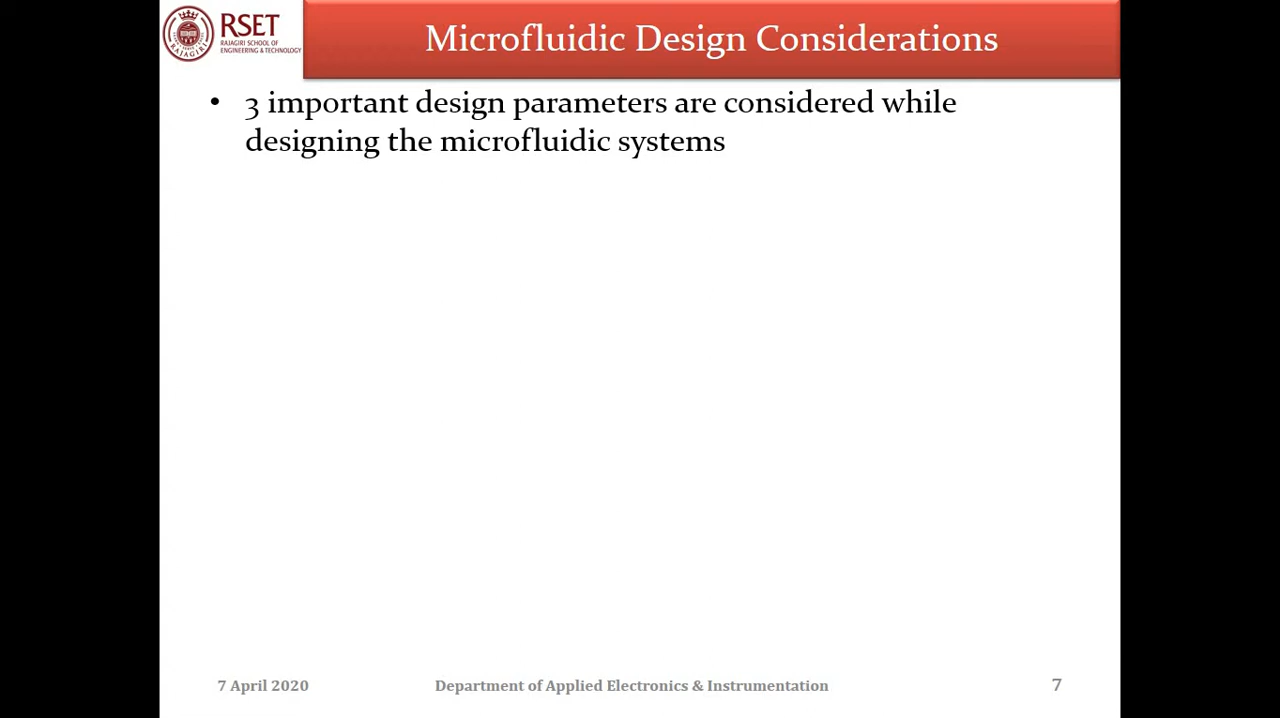 RSET
RAJAGIRI SCHOOL OF
ENGINEERING & TECHNOLOGY
Microfluidic Design Considerations
• 3 important design parameters are considered while
designing the microfluidic systems
7 April 2020
Department of Applied Electronics & Instrumentation
7